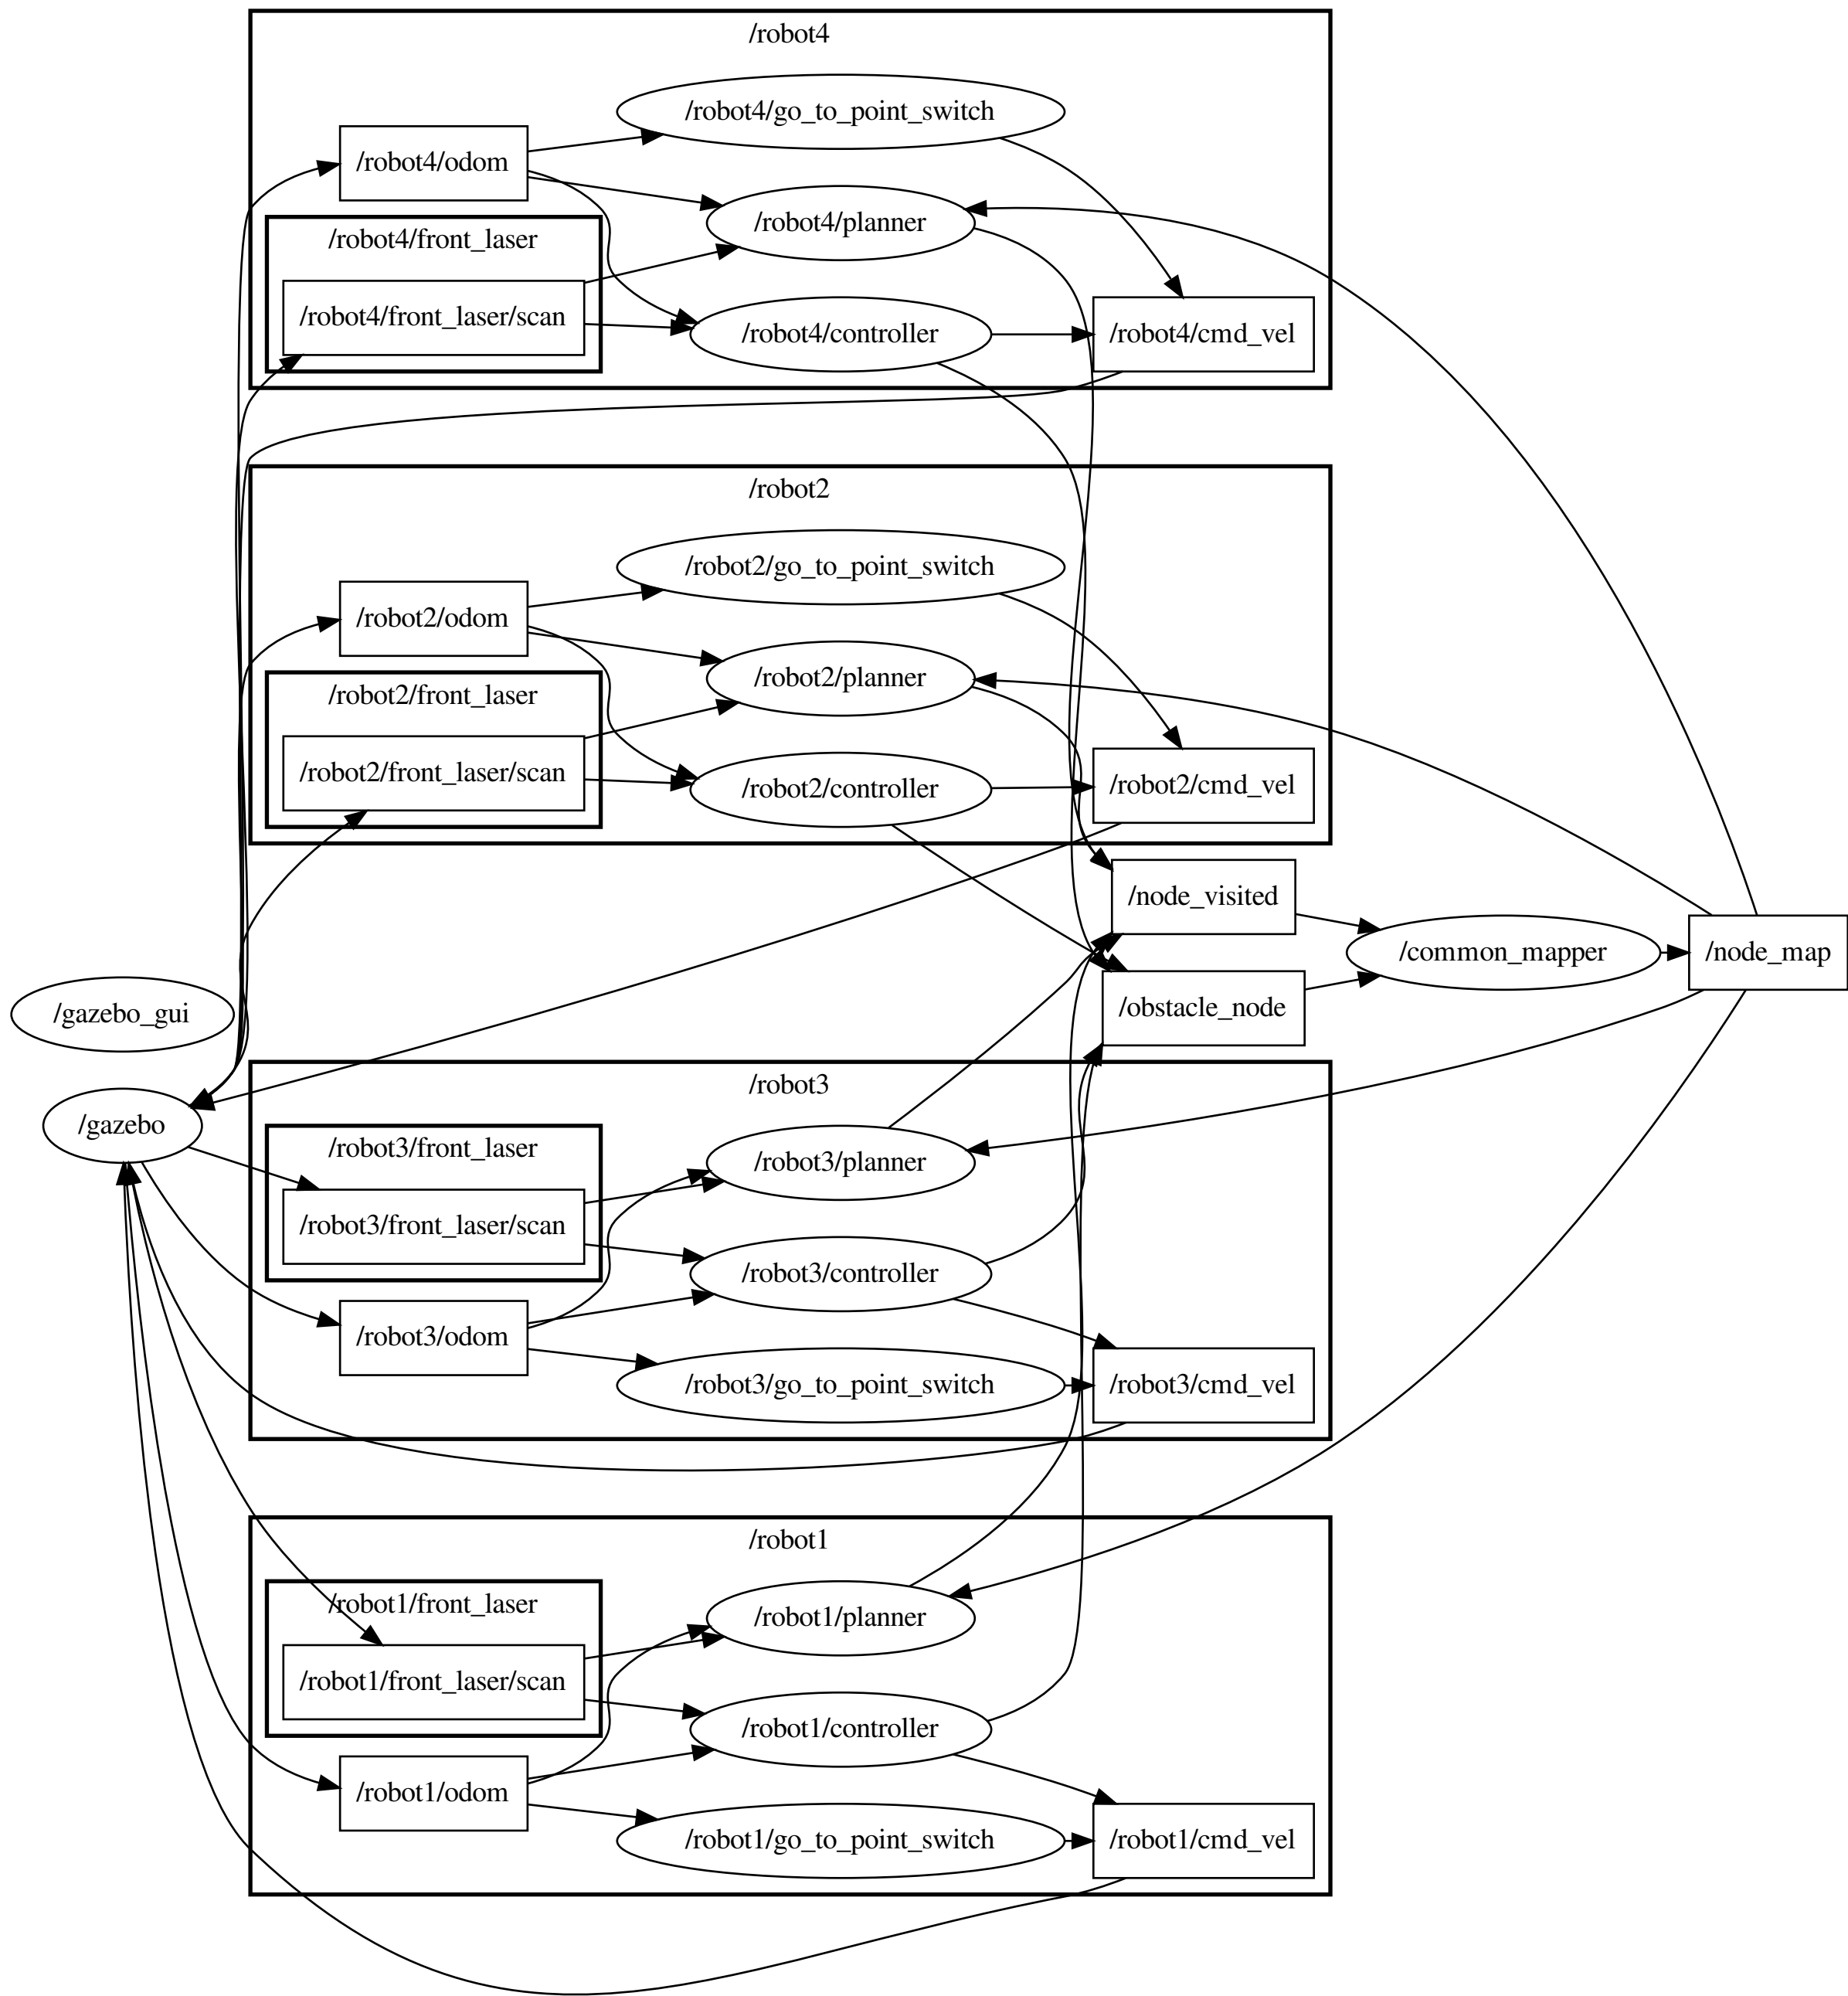 /robot4
/robot4/go_to_point_switch
/robot4/odom
/robot4/planner
/robot4/front_laser
/robot4/front_laser/scan
/robot4/controller
/robot4/cmd_vel
/robot2
/robot2/go_to_point_switch
/robot2/odom
/robot2/planner
/robot2/front_laser
/robot2/front_laser/scan
/robot2/controller
/robot2/cmd_vel
/node_visited
/common_mapper
/node_map
/obstacle_node
/gazebo_gui
/gazebo
/robot3
/robot3/front_laser
/robot3/planner
/robot3/front_laser/scan
/robot3/controller
/robot3/odom
/robot3/go_to_point_switch
/robot3/cmd_vel
/robot1
/robot1/front_laser
/robot1/planner
/robot1/front_laser/scan
/robot1/controller
/robot1/odom
/robot1/go_to_point_switch
/robot1/cmd_vel